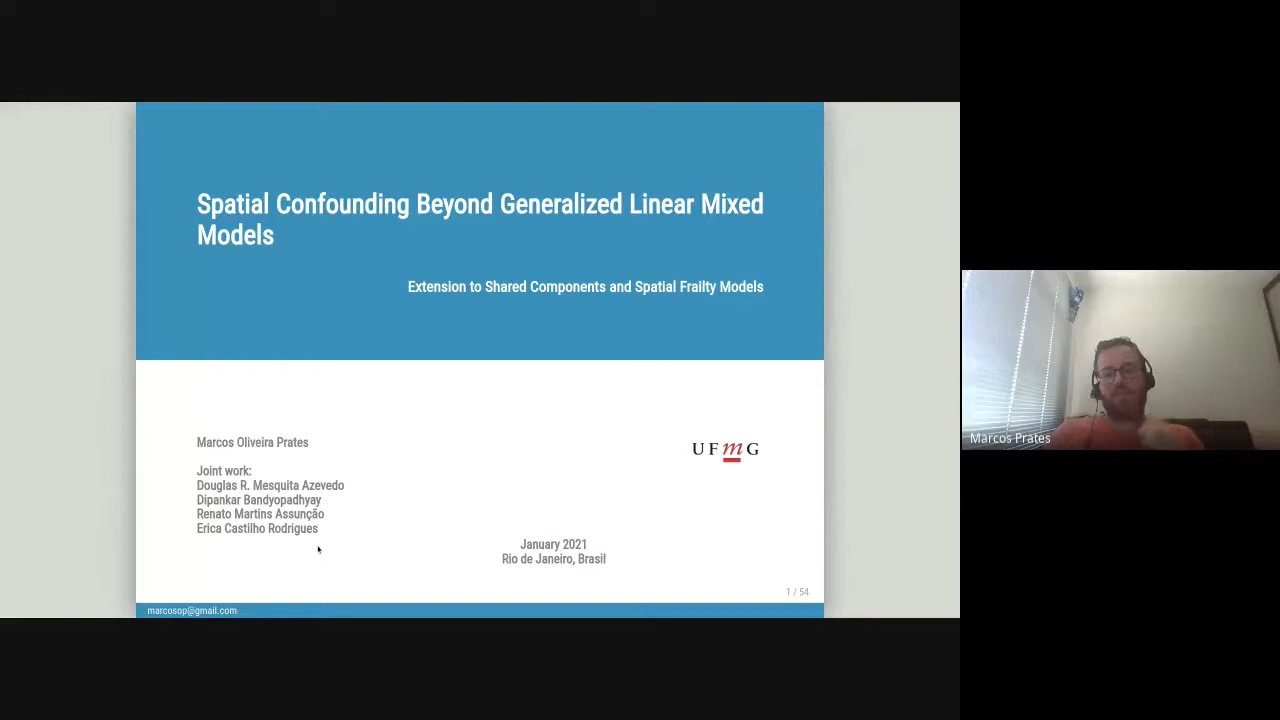 Spatial Confounding Beyond Generalized Linear Mixed
Models
Extension to Shared Components and Spatial Frailty Models
Marcos Oliveira Prates
Joint work:
Douglas R. Mesquita Azevedo
Dipankar Bandyopadhyay
Renato Martins Assunção
Erica Castilho Rodrigues
UFmG
January 2021
Rio de Janeiro, Brasil
1 / 54
marcosop@gmail.com
Marcos Prates